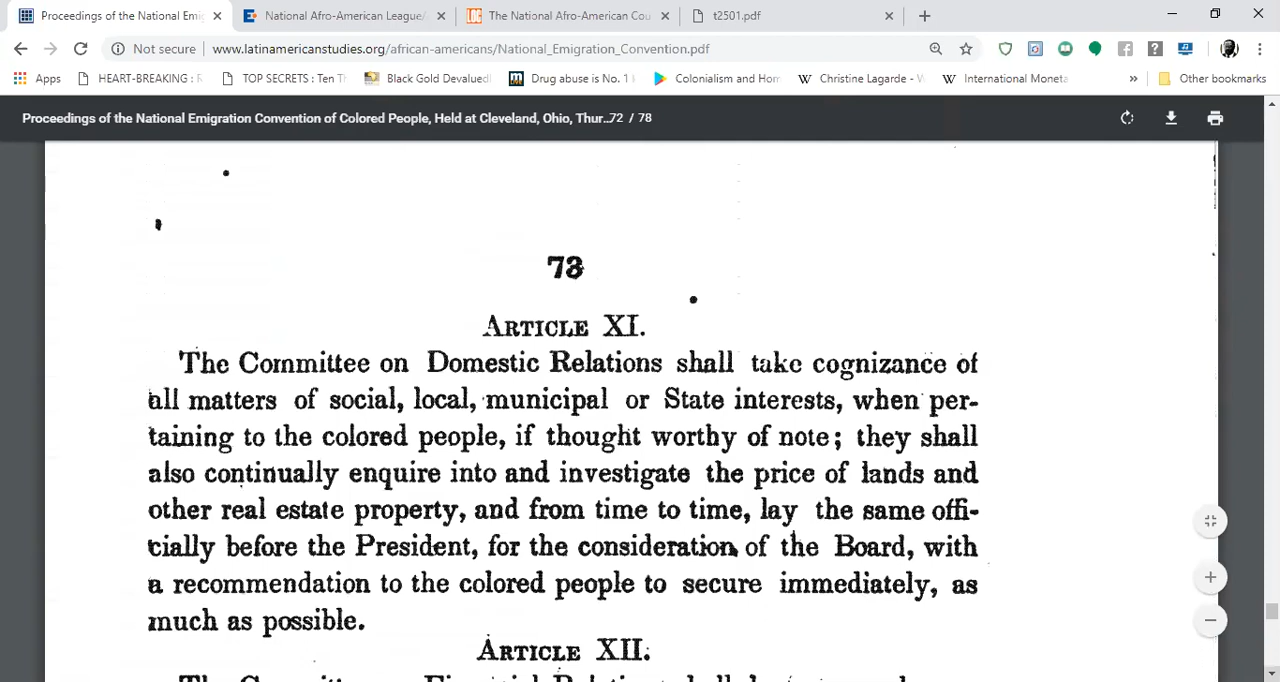 Proceedings of the National Emig
National Afro-American League/
The National Afro-American Cou
t2501.pdf
Not secure
www.latinamericanstudies.org/african-americans/National_Emigration_Convention.pdf
Apps
HEART-BREAKING : R
TOP SECRETS : Ten Th
Black Gold Devalued
Drug abuse is No. 1
Colonialism and Hom
Christine Lagarde - W
International Moneta
»
Other bookmarks
Proceedings of the National Emigration Convention of Colored People, Held at Cleveland, Ohio, Thur...
72 / 78
73
ARTICLE XI.
The Committee on Domestic Relations shall take cognizance of
all matters of social, local, municipal or State interests, when per-
taining to the colored people, if thought worthy of note; they shall
also continually enquire into and investigate the price of lands and
other real estate property, and from time to time, lay the same offi-
cially before the President, for the consideration of the Board, with
a recommendation to the colored people to secure immediately, as
much as possible.
ARTICLE XII.